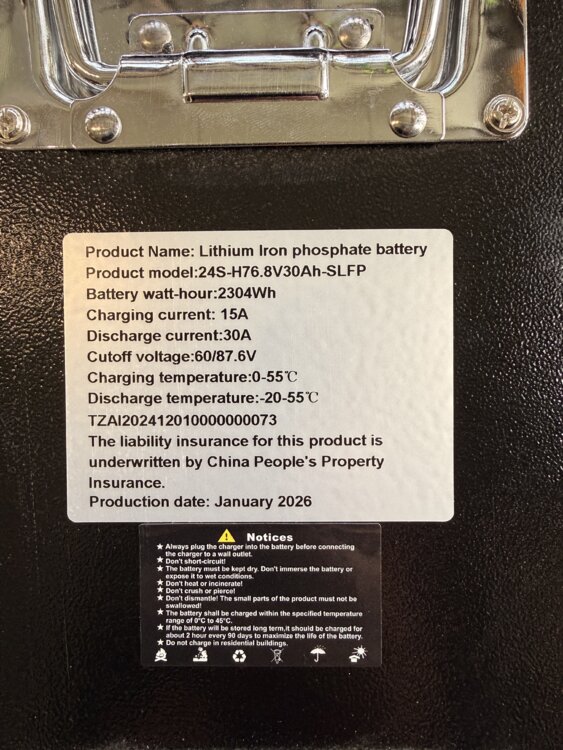 Product Name: Lithium Iron phosphate battery
Product model:24S-H76.8V30Ah-SLFP
Battery watt-hour:2304Wh
Charging current: 15A
Discharge current:30A
Cutoff voltage:60/87.6V
Charging temperature:0-55℃
Discharge temperature:-20-55℃
TZAI202412010000000073
The liability insurance for this product is
underwritten by China People's Property
Insurance.
Production date: January 2026
Notices
★ Always plug the charger into the battery before connecting
the charger to a wall outlet.
★ Don't short-circuit!
★ The battery must be kept dry. Don't immerse the battery or
expose it to wet conditions.
★ Don't heat or incinerate!
★ Don't crush or pierce!
★ Don't dismantle! The small parts of the product must not be
swallowed!
★ The battery shall be charged within the specified temperature
range of 0°C to 45°C.
★ If the battery will be stored long term,it should be charged for
about 2 hour every 90 days to maximize the life of the battery.
★ Do not charge in residential buildings.